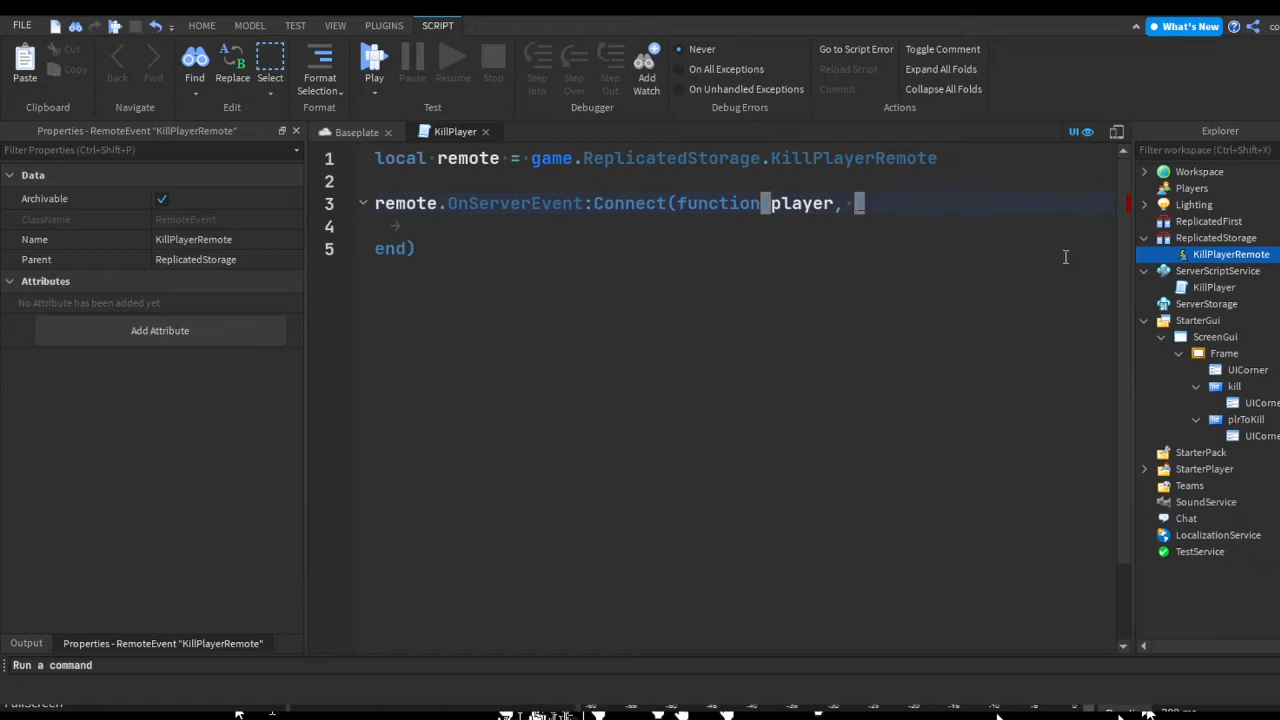 FILE HOME MODEL TEST VIEW PLUGINS SCRIPT What's New
Paste Cut Copy Back Fwd Find Replace Select Format Selection Play Pause Resume Stop Step Into Step Over Step Out Add Watch Never On All Exceptions On Unhandled Exceptions Go to Script Error Reload Script Commit Toggle Comment Expand All Folds Collapse All Folds
Clipboard Navigate Edit Format Test Debugger Debug Errors Actions
Properties - RemoteEvent "KillPlayerRemote"
Filter Properties (Ctrl+Shift+P)
Data
Archivable
ClassName RemoteEvent
Name KillPlayerRemote
Parent ReplicatedStorage
Attributes
No Attribute has been added yet
Add Attribute
Output Properties - RemoteEvent "KillPlayerRemote"
Baseplate KillPlayer UI
1 local remote = game.ReplicatedStorage.KillPlayerRemote
2
3 remote.OnServerEvent:Connect(function(player, )
4
5 end)
Explorer
Filter workspace (Ctrl+Shift+X)
Workspace
Players
Lighting
ReplicatedFirst
ReplicatedStorage
KillPlayerRemote
ServerScriptService
KillPlayer
ServerStorage
StarterGui
ScreenGui
Frame
UICorner
kill
UICorne
plrToKill
UICorne
StarterPack
StarterPlayer
Teams
SoundService
Chat
LocalizationService
TestService
Run a command